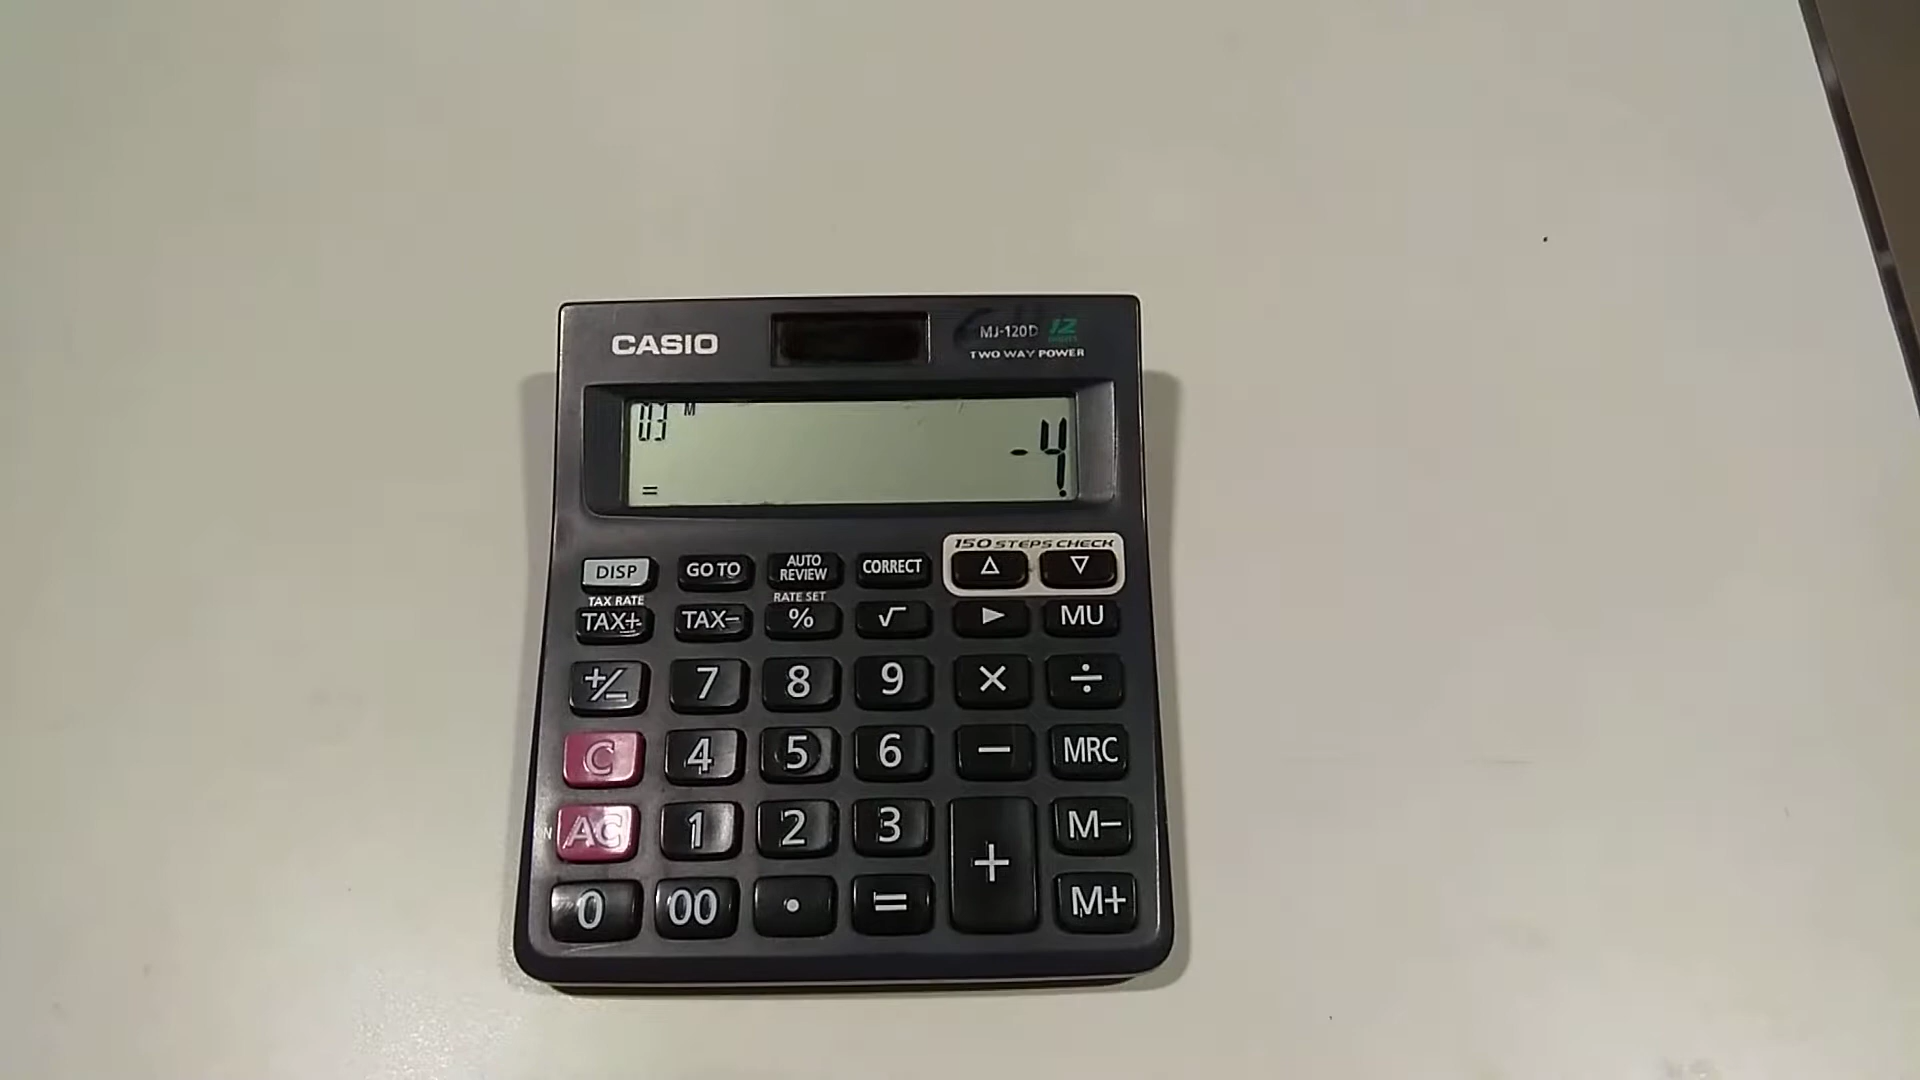 CASIO
MJ-120D 12
DIGITS
TWO WAY POWER
03 M
-4.
=
150 STEPS CHECK
DISP GO TO AUTO REVIEW CORRECT △ ▽
TAX RATE RATE SET
TAX+ TAX− % √ ▶ MU
+/− 7 8 9 × ÷
C 4 5 6 − MRC
AC 1 2 3 + M−
0 00 . = M+